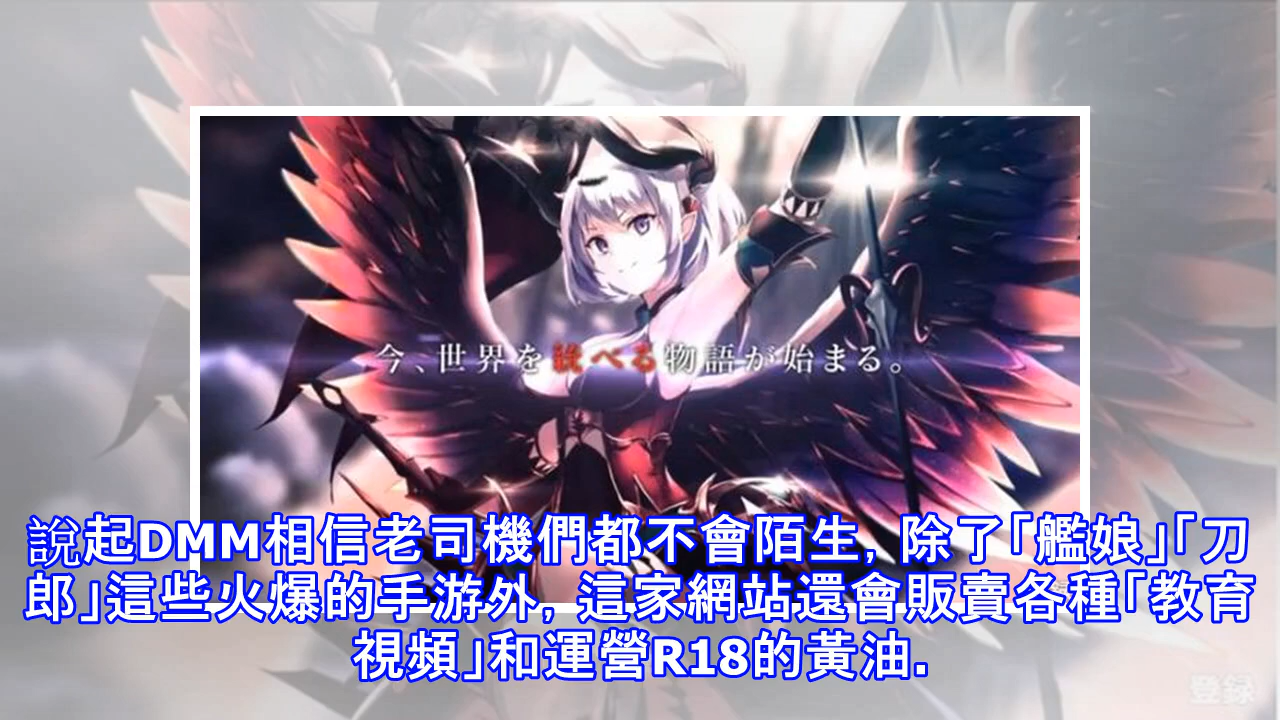 今、世界を統べる物語が始まる。
說起DMM相信老司機們都不會陌生, 除了「艦娘」「刀
郎」這些火爆的手游外, 這家網站還會販賣各種「教育
視頻」和運營R18的黃油.
登録